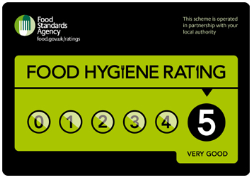 Food
Standards
Agency
food.gov.uk/ratings
This scheme is operated
in partnership with your
local authority
FOOD HYGIENE RATING
0 1 2 3 4 5
VERY GOOD